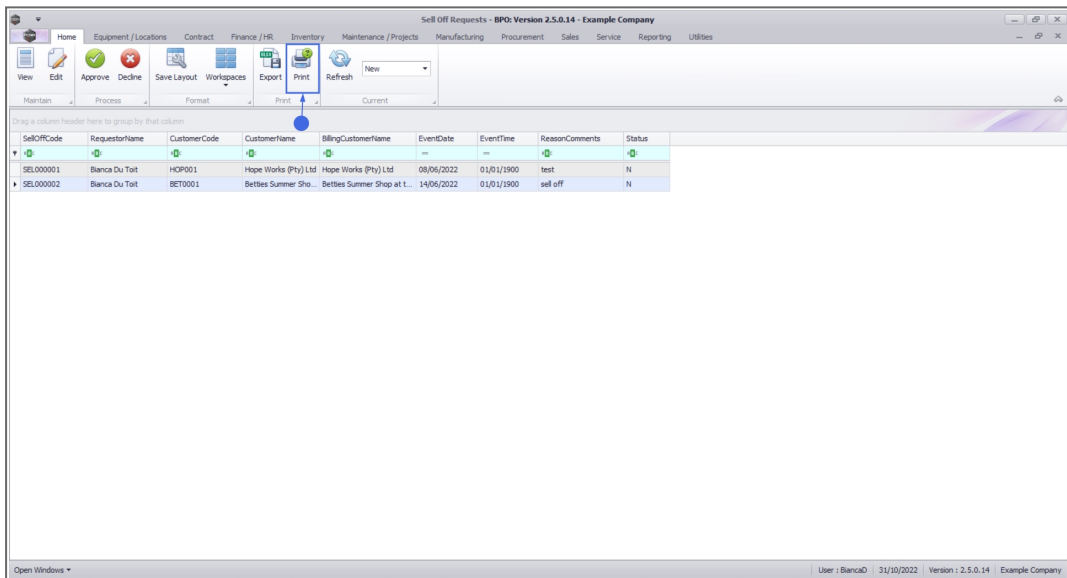 Sell Off Requests - BPO: Version 2.5.0.14 - Example Company
Home Equipment / Locations Contract Finance / HR Inventory Maintenance / Projects Manufacturing Procurement Sales Service Reporting Utilities
New
View Edit Approve Decline Save Layout Workspaces Export Print Refresh
Maintain Process Format Print Current
Drag a column header here to group by that column
SellOffCode RequestorName CustomerCode CustomerName BillingCustomerName EventDate EventTime ReasonComments Status
SEL000001 Bianca Du Toit HOP001 Hope Works (Pty) Ltd Hope Works (Pty) Ltd 08/06/2022 01/01/1900 test N
SEL000002 Bianca Du Toit BET0001 Betties Summer Sho... Betties Summer Shop at t... 14/06/2022 01/01/1900 sell off N
Open Windows User : BiancaD 31/10/2022 Version : 2.5.0.14 Example Company